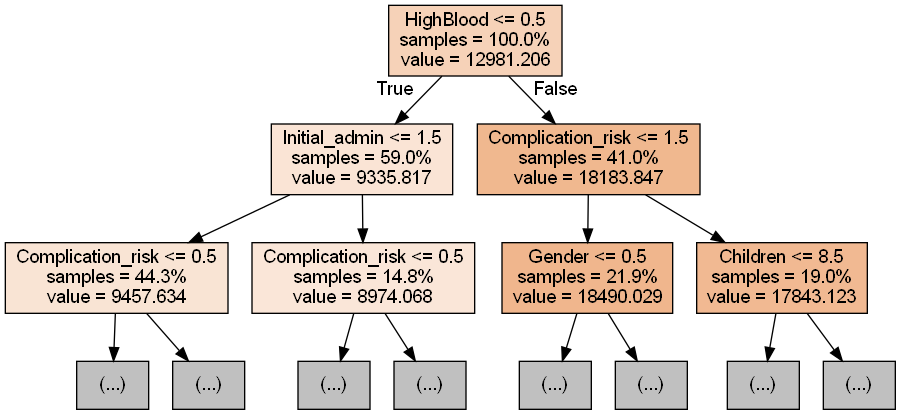 HighBlood <= 0.5
samples = 100.0%
value = 12981.206
True
False
Initial_admin <= 1.5
samples = 59.0%
value = 9335.817
Complication_risk <= 1.5
samples = 41.0%
value = 18183.847
Complication_risk <= 0.5
samples = 44.3%
value = 9457.634
Complication_risk <= 0.5
samples = 14.8%
value = 8974.068
Gender <= 0.5
samples = 21.9%
value = 18490.029
Children <= 8.5
samples = 19.0%
value = 17843.123
(...)
(...)
(...)
(...)
(...)
(...)
(...)
(...)